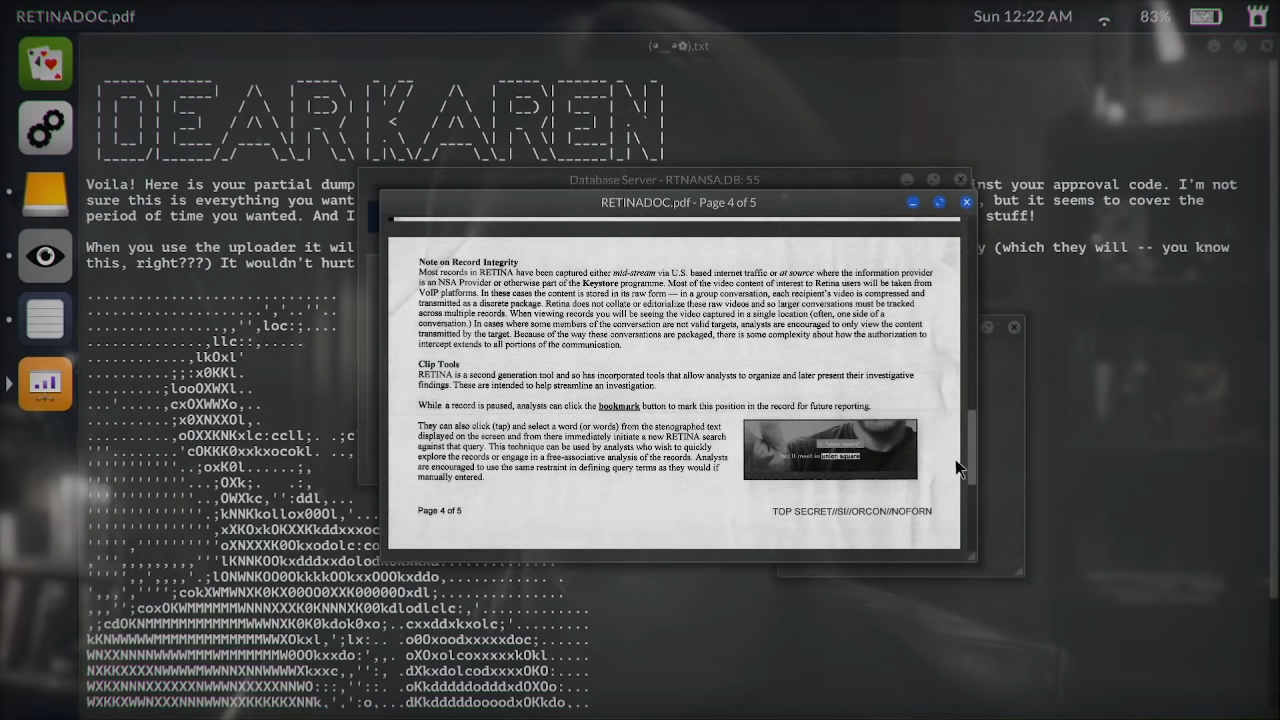 RETINADOC.pdf
Sun 12:22 AM
83%
(◕‿◕✿).txt
DEARKAREN
Voila! Here is your partial dump
inst your approval code. I'm not
sure this is everything you want
, but it seems to cover the
period of time you wanted. And I
stuff!
When you use the uploader it wil
y (which they will -- you know
this, right???) It wouldn't hurt
Database Server - RTNANSA.DB: 55
RETINADOC.pdf - Page 4 of 5
Note on Record Integrity
Most records in RETINA have been captured either mid-stream via U.S. based internet traffic or at source where the information provider
is an NSA Provider or otherwise part of the Keystore programme. Most of the video content of interest to Retina users will be taken from
VoIP platforms. In these cases the content is stored in its raw form — in a group conversation, each recipient's video is compressed and
transmitted as a discrete package. Retina does not collate or editorialize these raw videos and so larger conversations must be tracked
across multiple records. When viewing records you will be seeing the video captured in a single location (often, one side of a
conversation.) In cases where some members of the conversation are not valid targets, analysts are encouraged to only view the content
transmitted by the target. Because of the way these conversations are packaged, there is some complexity about how the authorization to
intercept extends to all portions of the communication.
Clip Tools
RETINA is a second generation tool and so has incorporated tools that allow analysts to organize and later present their investigative
findings. These are intended to help streamline an investigation.
While a record is paused, analysts can click the bookmark button to mark this position in the record for future reporting.
They can also click (tap) and select a word (or words) from the stenographed text
displayed on the screen and from there immediately initiate a new RETINA search
against that query. This technique can be used by analysts who wish to quickly
explore the records or engage in a free-associative analysis of the records. Analysts
are encouraged to use the same restraint in defining query terms as they would if
manually entered.
"union square"
We'll meet in union square
Page 4 of 5
TOP SECRET//SI//ORCON//NOFORN